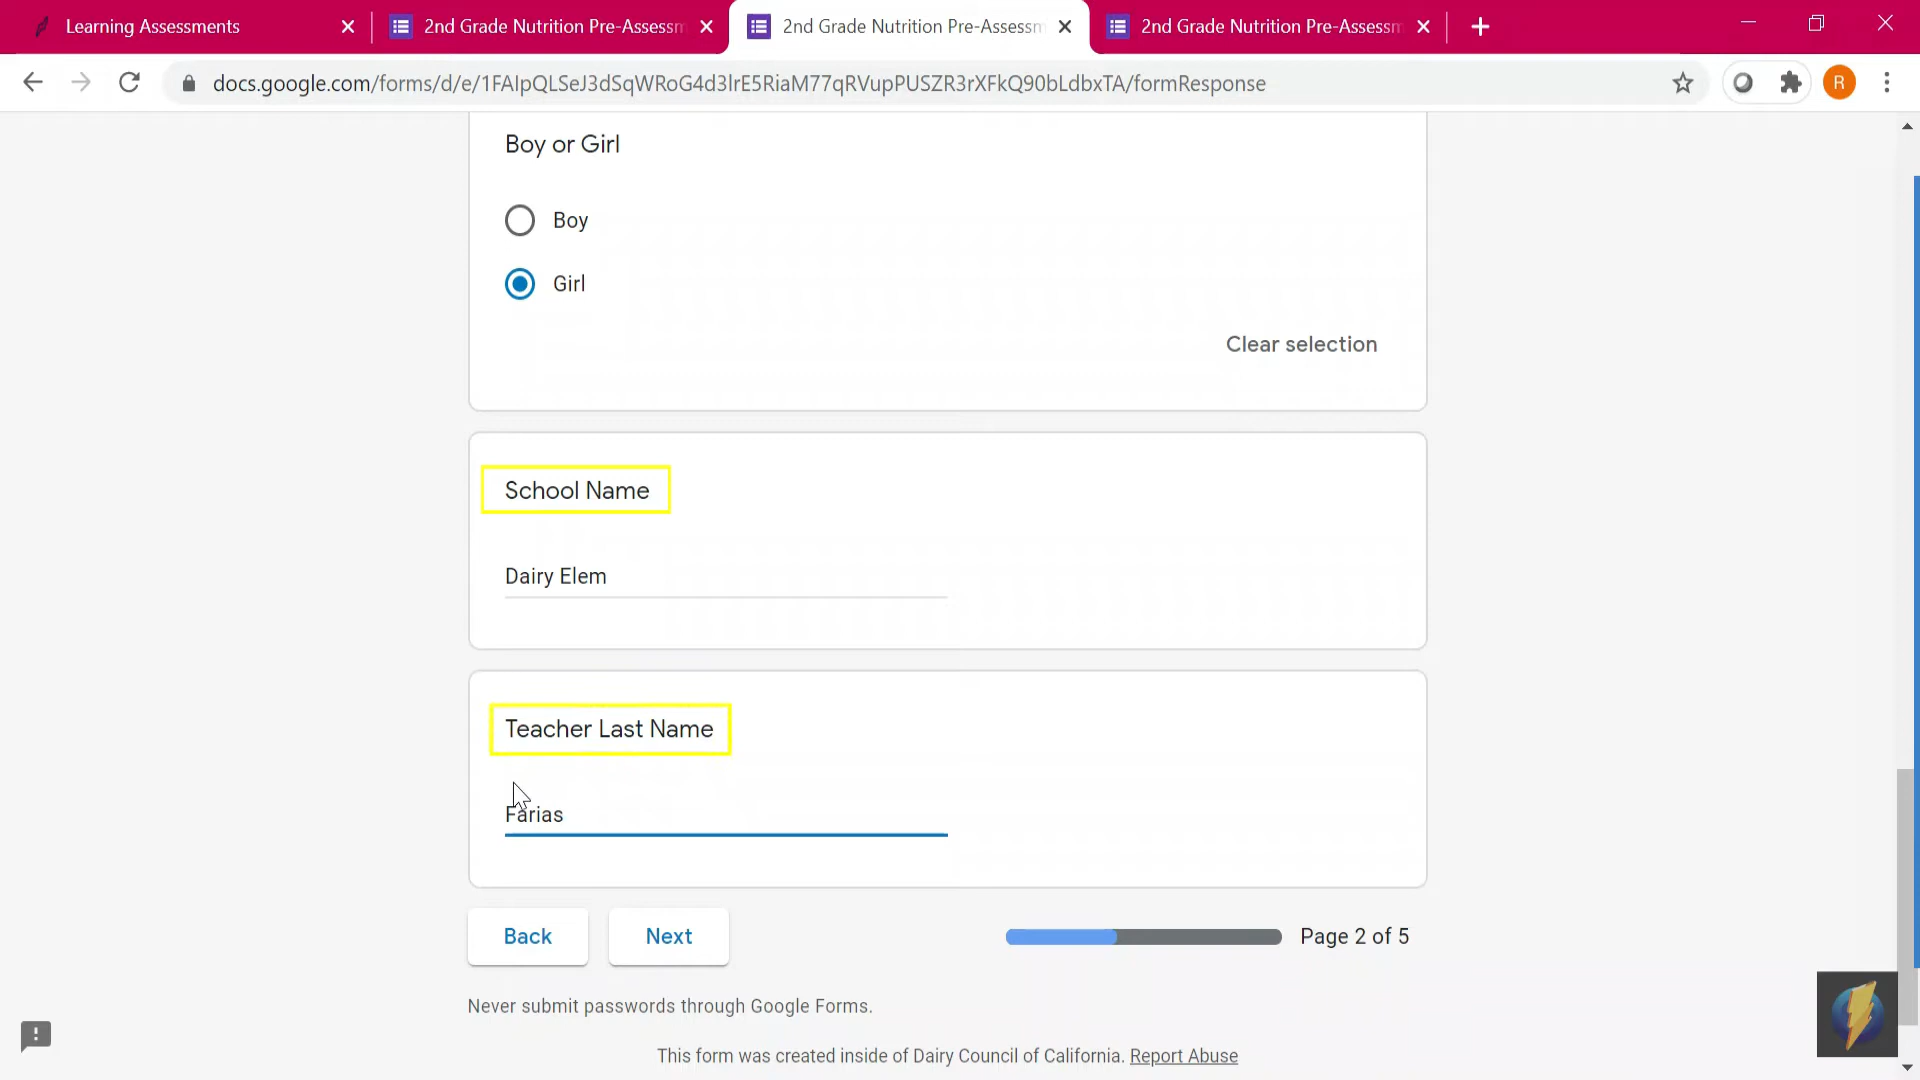 Learning Assessments
2nd Grade Nutrition Pre-Assessm
2nd Grade Nutrition Pre-Assessm
2nd Grade Nutrition Pre-Assessm
docs.google.com/forms/d/e/1FAIpQLSeJ3dSqWRoG4d3lrE5RiaM77qRVupPUSZR3rXFkQ90bLdbxTA/formResponse
R
Boy or Girl
Boy
Girl
Clear selection
School Name
Dairy Elem
Teacher Last Name
Farias
Back
Next
Page 2 of 5
Never submit passwords through Google Forms.
This form was created inside of Dairy Council of California. Report Abuse